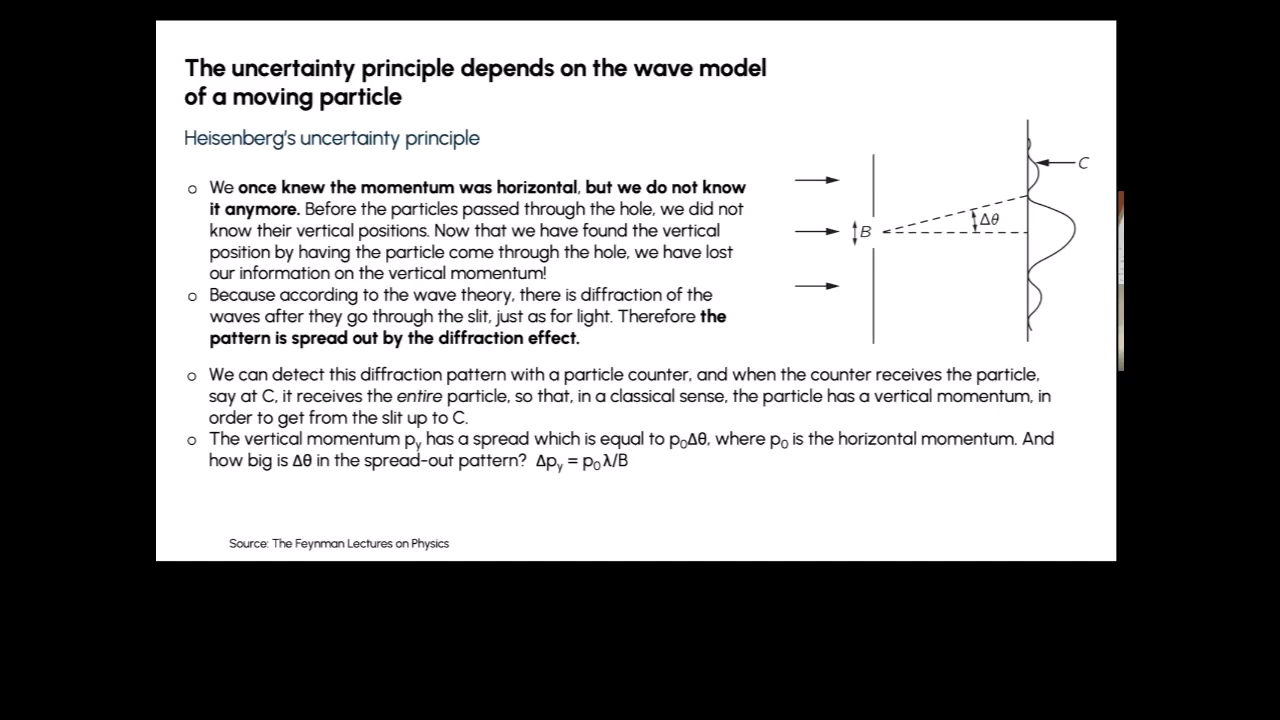 The uncertainty principle depends on the wave model
of a moving particle
Heisenberg's uncertainty principle
o We once knew the momentum was horizontal, but we do not know
it anymore. Before the particles passed through the hole, we did not
know their vertical positions. Now that we have found the vertical
position by having the particle come through the hole, we have lost
our information on the vertical momentum!
o Because according to the wave theory, there is diffraction of the
waves after they go through the slit, just as for light. Therefore the
pattern is spread out by the diffraction effect.
C
Δθ
B
o We can detect this diffraction pattern with a particle counter, and when the counter receives the particle,
say at C, it receives the entire particle, so that, in a classical sense, the particle has a vertical momentum, in
order to get from the slit up to C.
o The vertical momentum pᵧ has a spread which is equal to p₀Δθ, where p₀ is the horizontal momentum. And
how big is Δθ in the spread-out pattern? Δpᵧ = p₀λ/B
Source: The Feynman Lectures on Physics